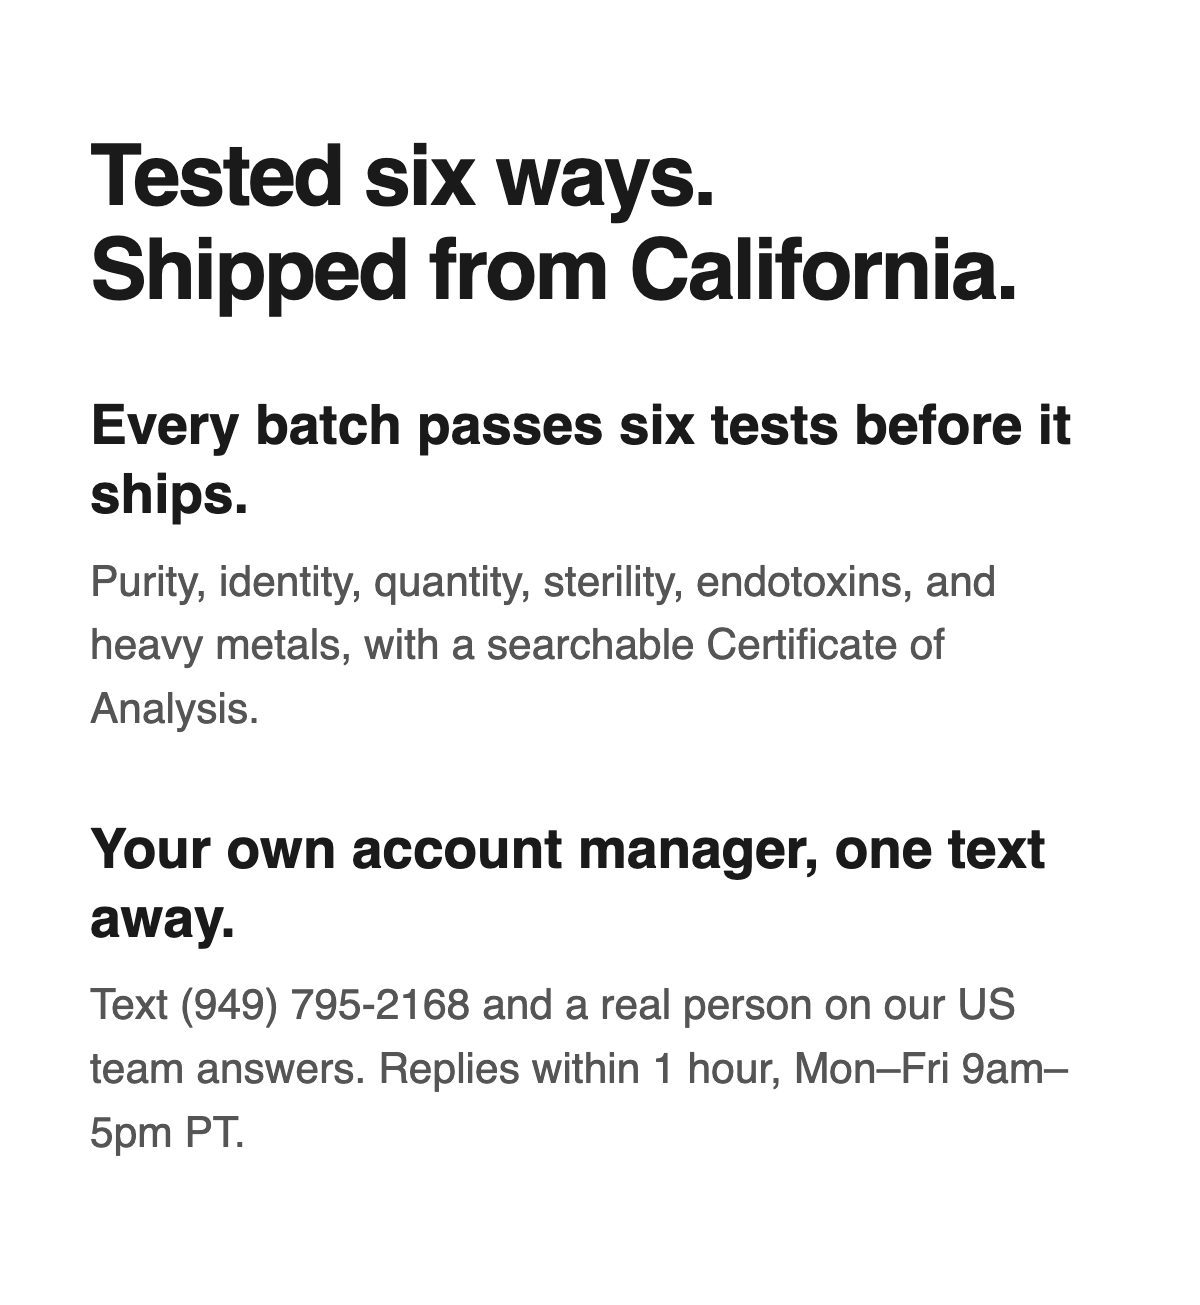 Tested six ways.
Shipped from California.
Every batch passes six tests before it
ships.
Purity, identity, quantity, sterility, endotoxins, and
heavy metals, with a searchable Certificate of
Analysis.
Your own account manager, one text
away.
Text (949) 795-2168 and a real person on our US
team answers. Replies within 1 hour, Mon–Fri 9am–
5pm PT.